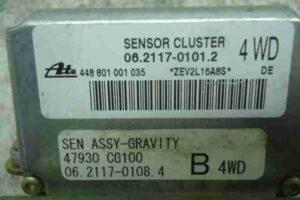 SENSOR CLUSTER 4 WD
06.2117-0101.2
Ate 448 801 001 035 *ZEV2L16A8S* DE
SEN ASSY-GRAVITY
47930 CG100 B 4WD
06.2117-0108.4